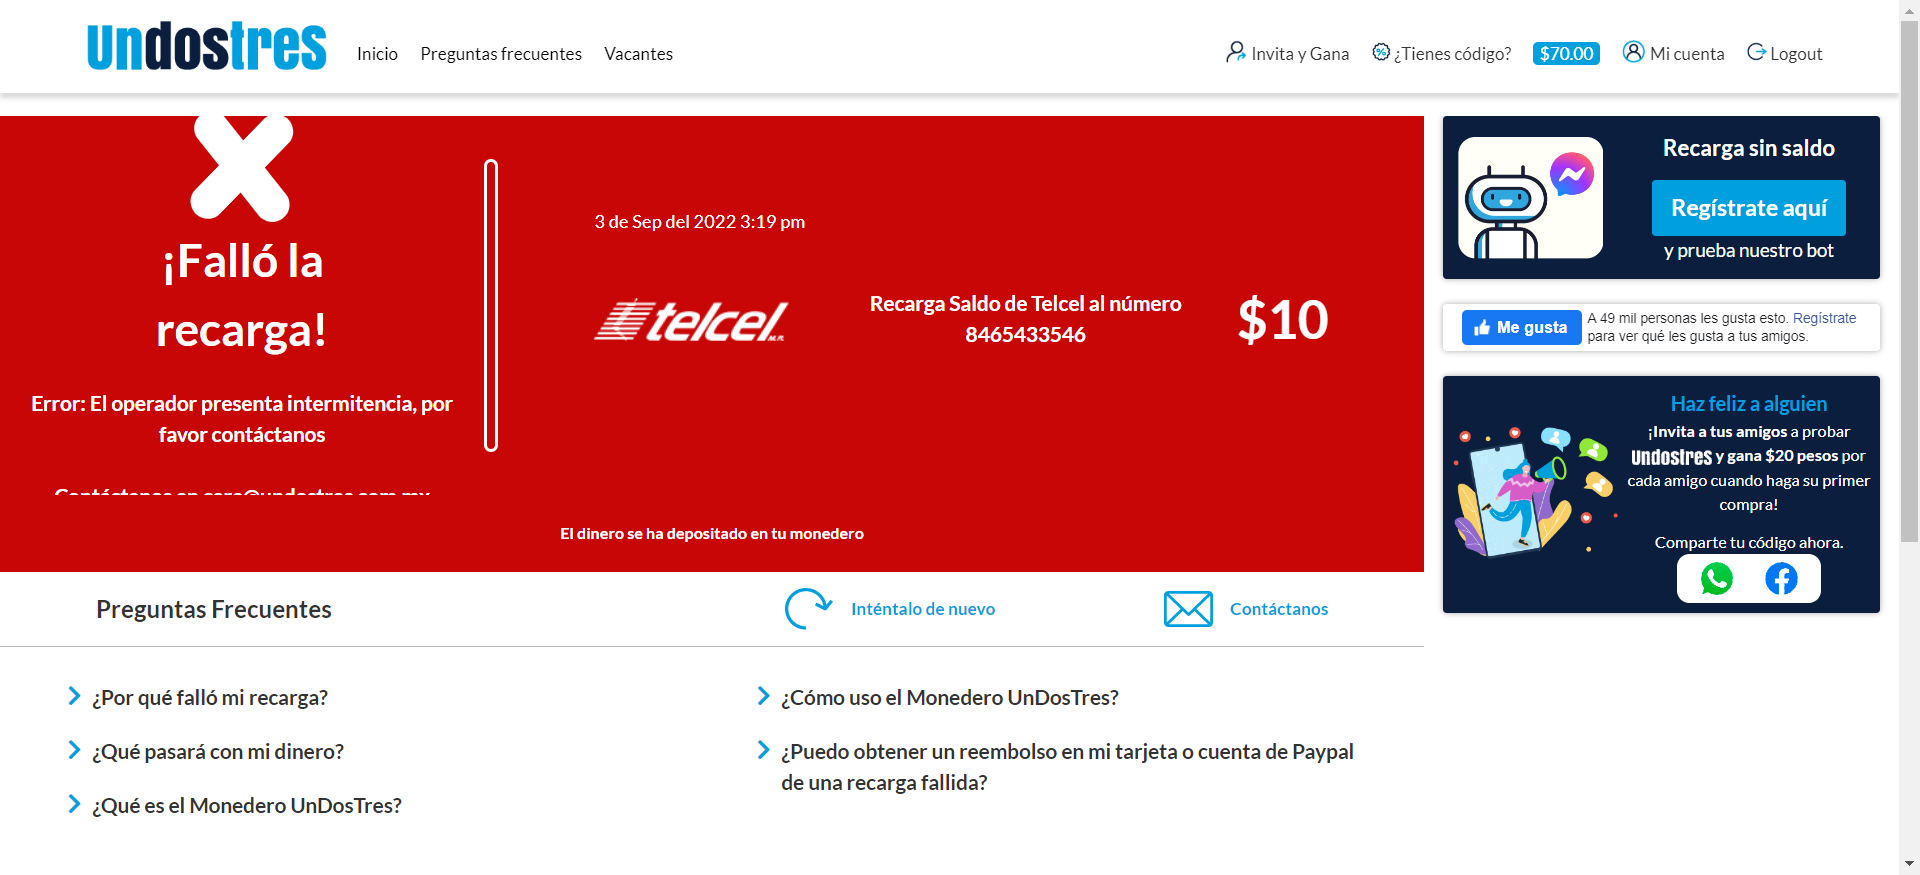 Undostres
Inicio
Preguntas frecuentes
Vacantes
Invita y Gana
¿Tienes código?
$70.00
Mi cuenta
Logout
¡Falló la
recarga!
Error: El operador presenta intermitencia, por
favor contáctanos
Contáctanos en care@undostres.com.mx
3 de Sep del 2022 3:19 pm
telcel M.R.
Recarga Saldo de Telcel al número
8465433546
$10
El dinero se ha depositado en tu monedero
Recarga sin saldo
Regístrate aquí
y prueba nuestro bot
Me gusta
A 49 mil personas les gusta esto. Regístrate
para ver qué les gusta a tus amigos.
Haz feliz a alguien
¡Invita a tus amigos a probar
Undostres y gana $20 pesos por
cada amigo cuando haga su primer
compra!
Comparte tu código ahora.
Preguntas Frecuentes
Inténtalo de nuevo
Contáctanos
¿Por qué falló mi recarga?
¿Qué pasará con mi dinero?
¿Qué es el Monedero UnDosTres?
¿Cómo uso el Monedero UnDosTres?
¿Puedo obtener un reembolso en mi tarjeta o cuenta de Paypal
de una recarga fallida?